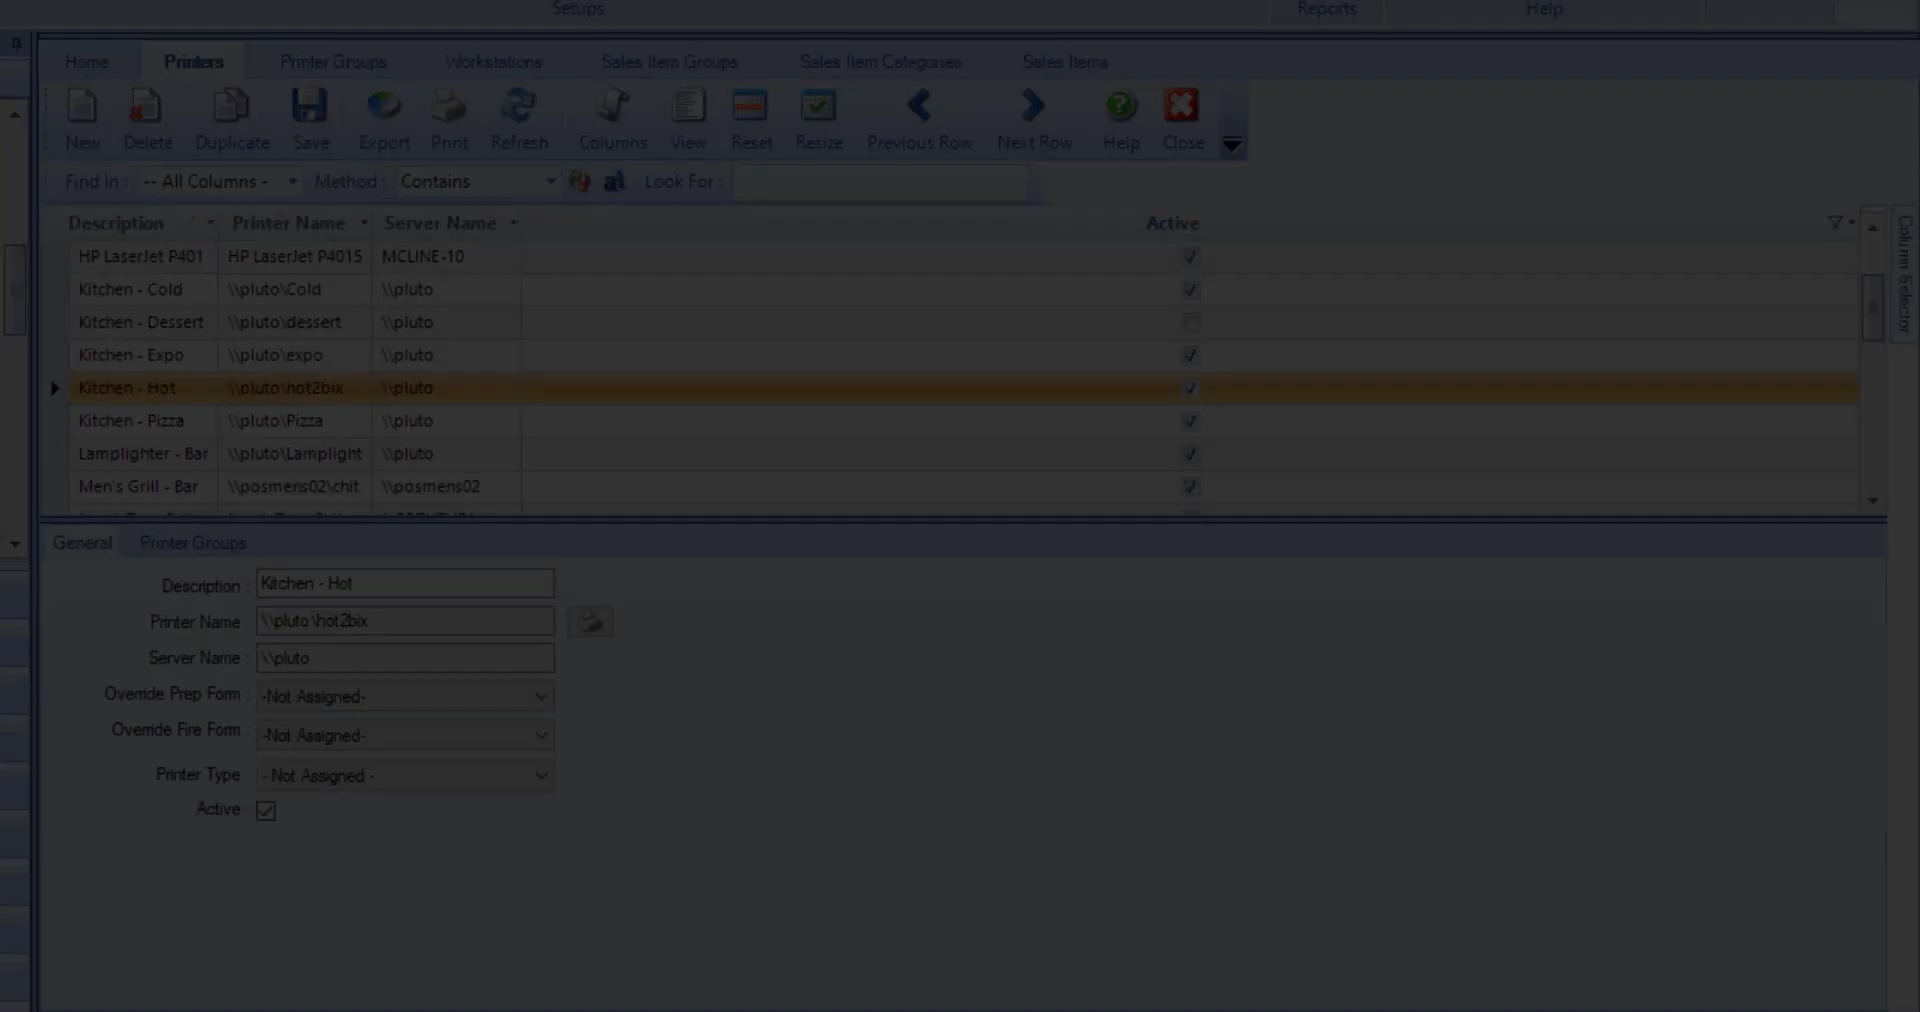 Setups Reports Help
Home Printers Printer Groups Workstations Sales Item Groups Sales Item Categories Sales Items
New Delete Duplicate Save Export Print Refresh Columns View Reset Resize Previous Row Next Row Help Close
Find In : -- All Columns - Method : Contains Look For :
Description Printer Name Server Name Active
HP LaserJet P401 HP LaserJet P4015 MCLINE-10
Kitchen - Cold \\pluto\Cold \\pluto
Kitchen - Dessert \\pluto\dessert \\pluto
Kitchen - Expo \\pluto\expo \\pluto
Kitchen - Hot \\pluto\hot2bix \\pluto
Kitchen - Pizza \\pluto\Pizza \\pluto
Lamplighter - Bar \\pluto\Lamplight \\pluto
Men's Grill - Bar \\posmens02\chit \\posmens02
Column Selector
General Printer Groups
Description : Kitchen - Hot
Printer Name : \\pluto\hot2bix
Server Name : \\pluto
Override Prep Form : -Not Assigned-
Override Fire Form : -Not Assigned-
Printer Type - Not Assigned -
Active